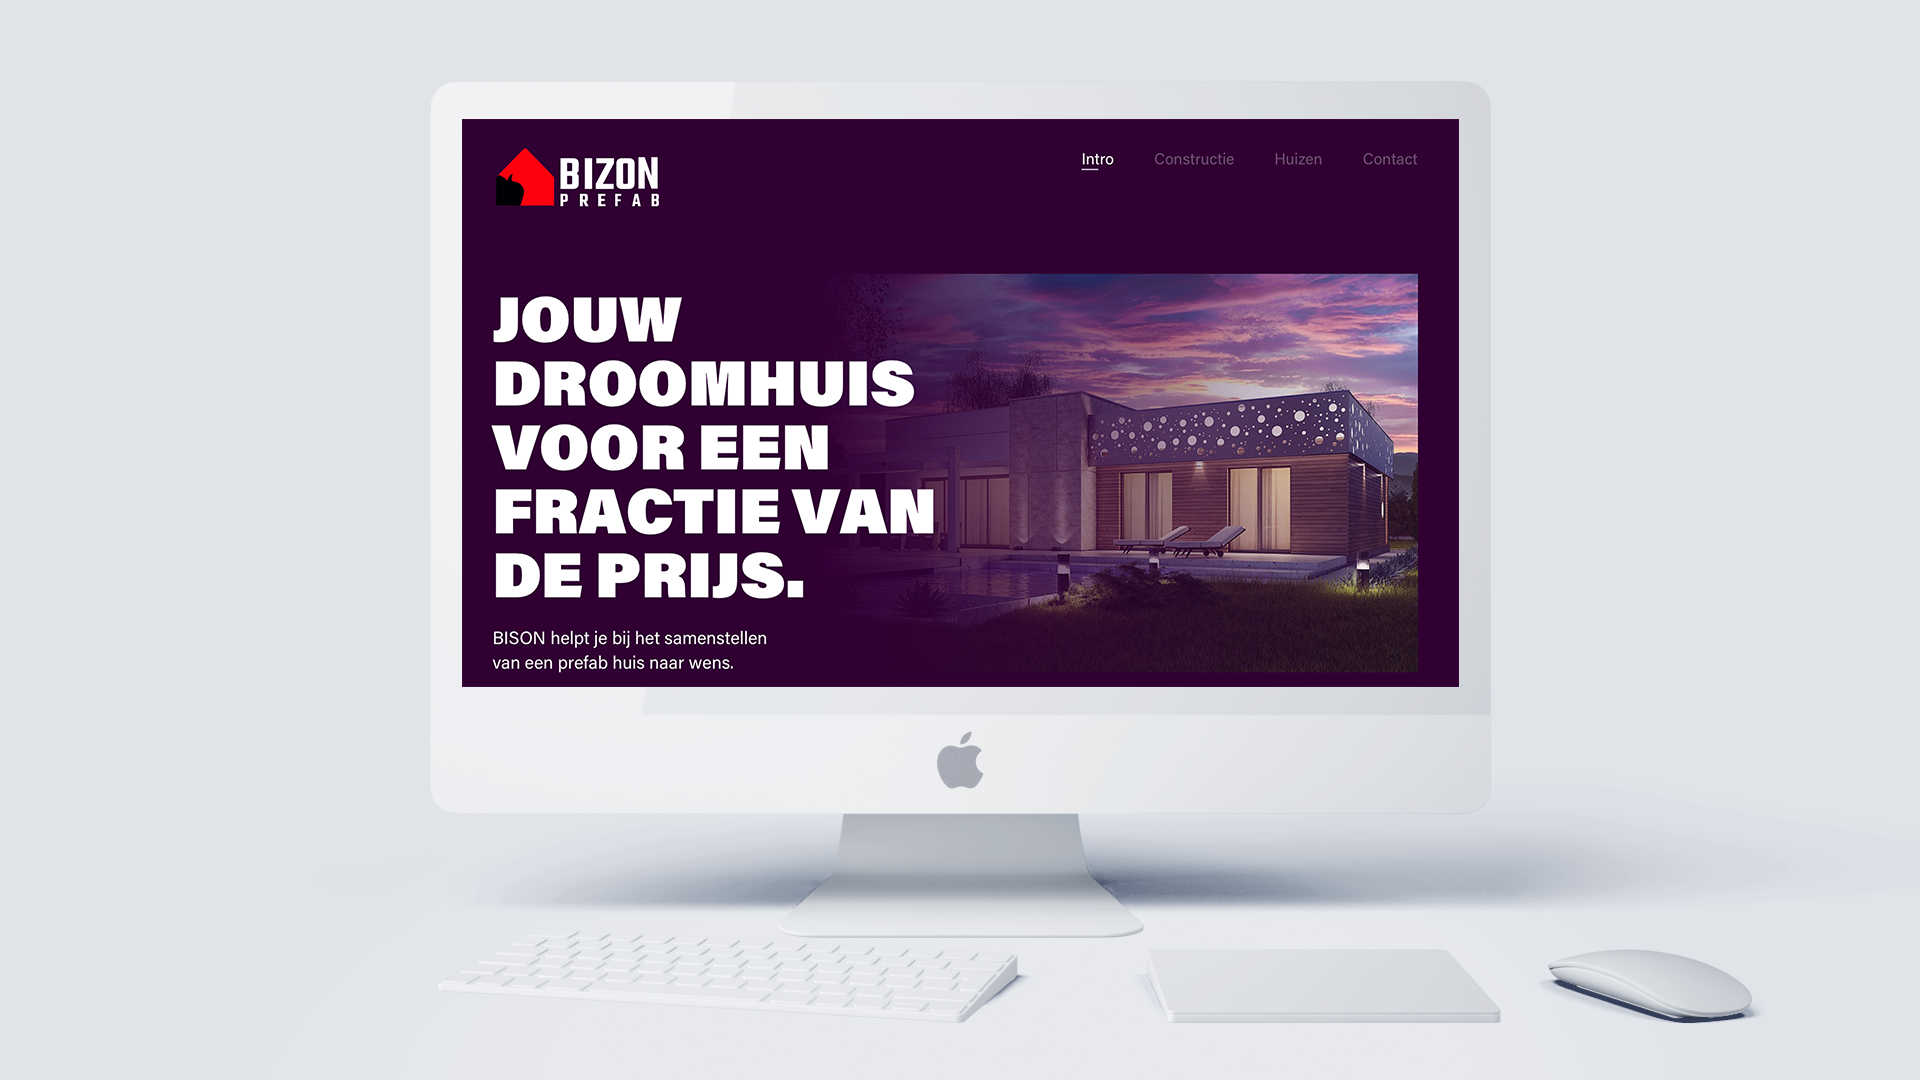 BIZON
PREFAB
Intro Constructie Huizen Contact
JOUW
DROOMHUIS
VOOR EEN
FRACTIE VAN
DE PRIJS.
BISON helpt je bij het samenstellen
van een prefab huis naar wens.